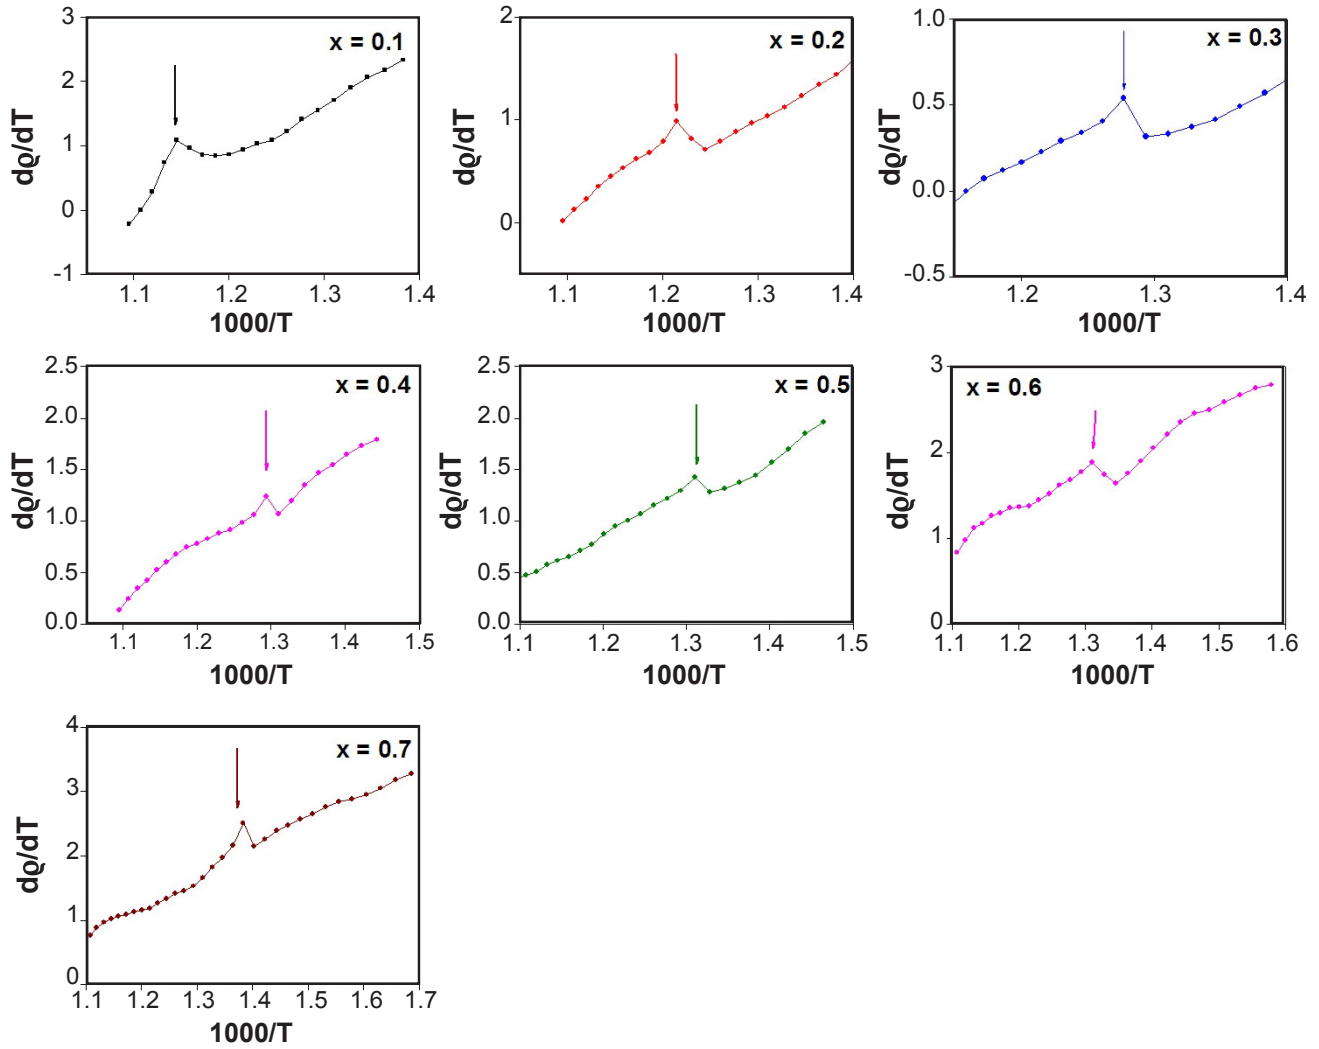 3
x = 0.1
2
1
0
-1
dϱ/dT
1.1 1.2 1.3 1.4
1000/T
2
x = 0.2
1
0
dϱ/dT
1.1 1.2 1.3 1.4
1000/T
1.0
x = 0.3
0.5
0.0
-0.5
dϱ/dT
1.2 1.3 1.4
1000/T
2.5
x = 0.4
2.0
1.5
1.0
0.5
0.0
dϱ/dT
1.1 1.2 1.3 1.4 1.5
1000/T
2.5
x = 0.5
2.0
1.5
1.0
0.5
0.0
dϱ/dT
1.1 1.2 1.3 1.4 1.5
1000/T
3
x = 0.6
2
1
0
dϱ/dT
1.1 1.2 1.3 1.4 1.5 1.6
1000/T
4
x = 0.7
3
2
1
0
dϱ/dT
1.1 1.2 1.3 1.4 1.5 1.6 1.7
1000/T